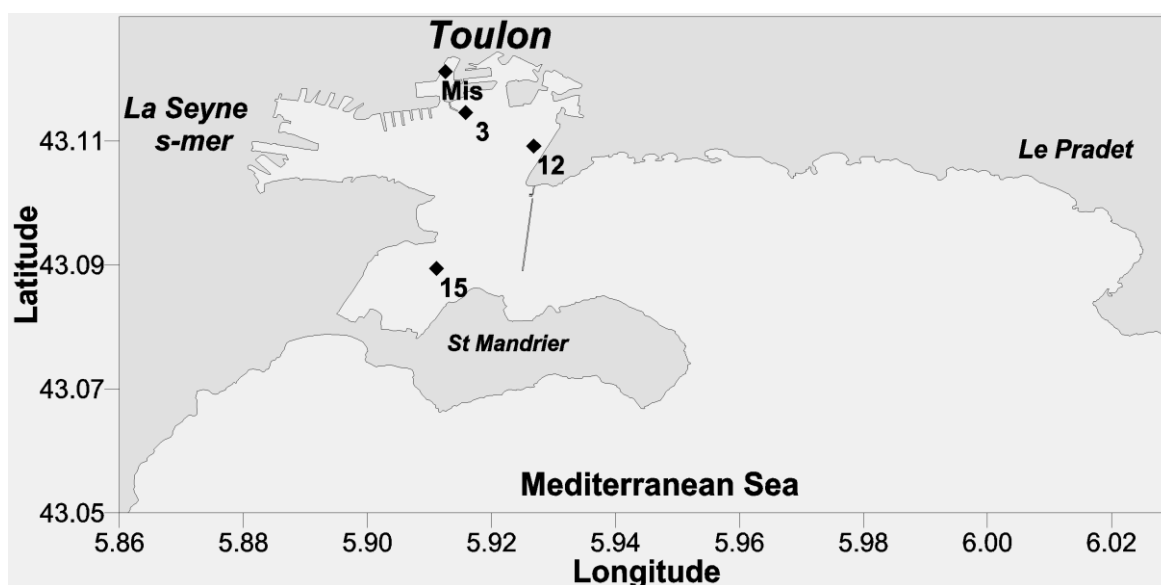 Toulon
Mis
La Seyne
s-mer
3
43.11
12
Le Pradet
43.09
15
Latitude
St Mandrier
43.07
Mediterranean Sea
43.05
5.86 5.88 5.90 5.92 5.94 5.96 5.98 6.00 6.02
Longitude